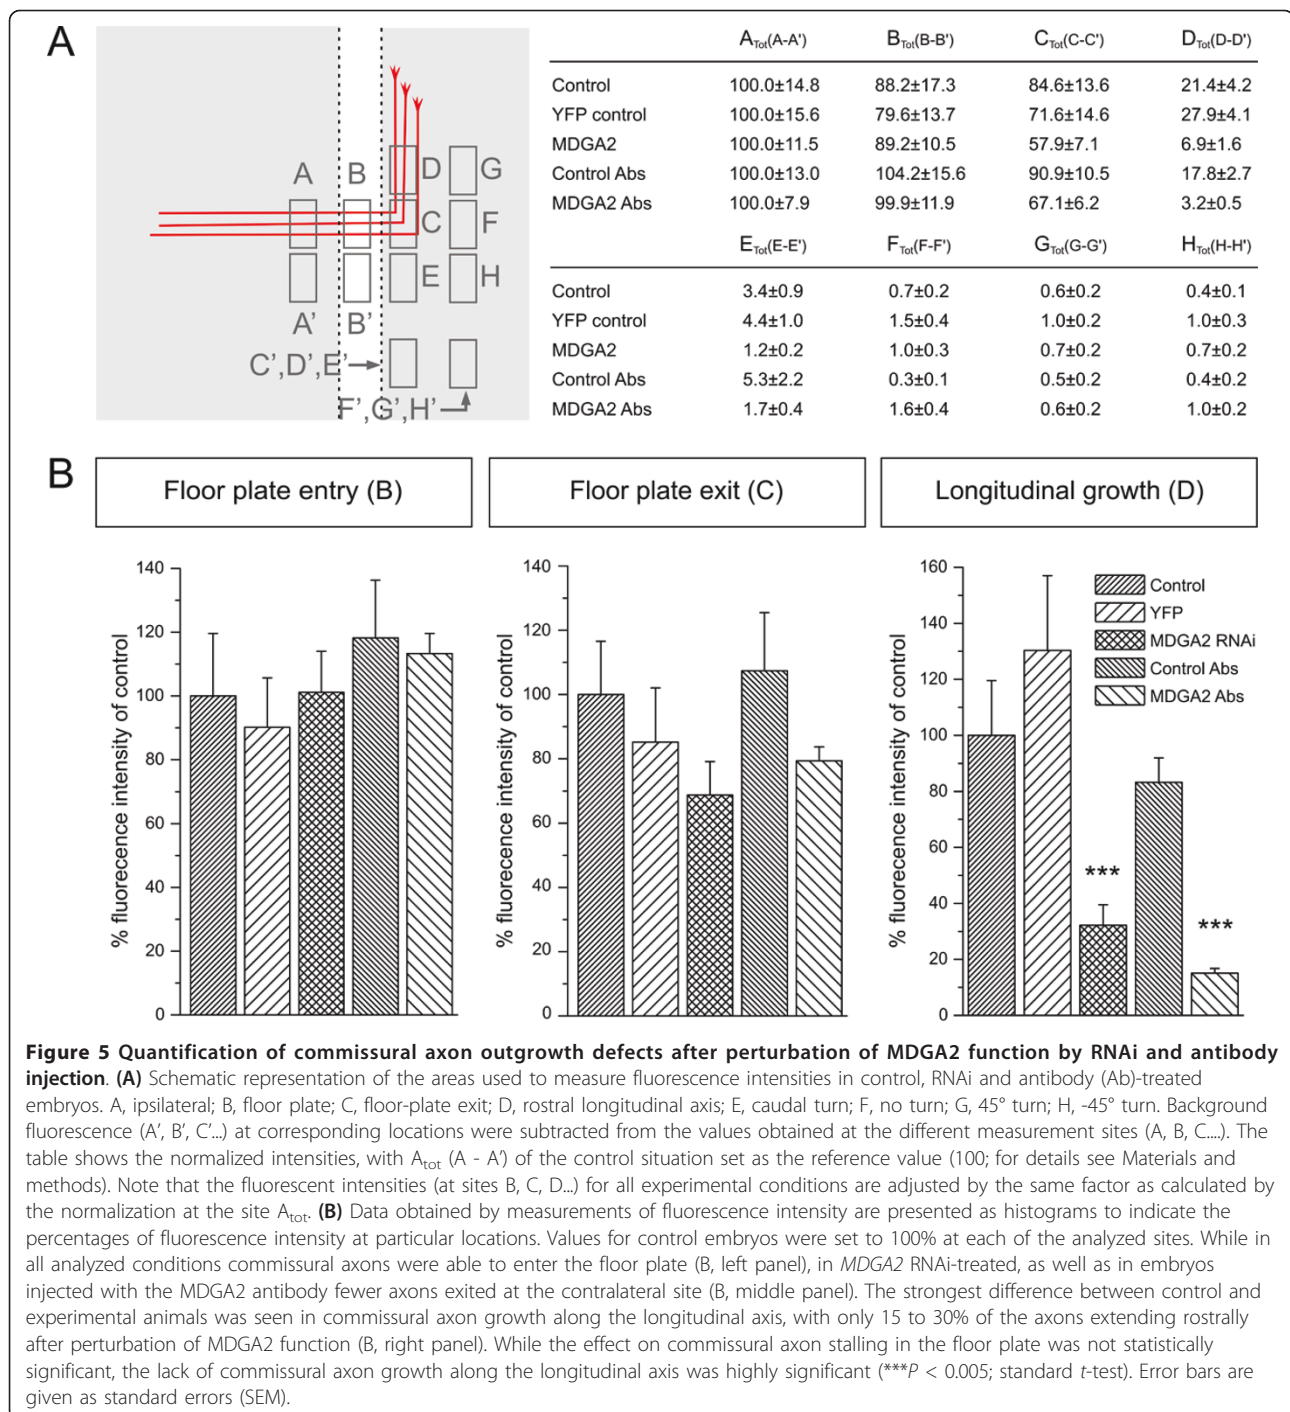 A
A
B
D
G
C
F
E
H
A'
B'
C',D',E'
F',G',H'
ATot(A-A') BTot(B-B') CTot(C-C') DTot(D-D')
Control 100.0±14.8 88.2±17.3 84.6±13.6 21.4±4.2
YFP control 100.0±15.6 79.6±13.7 71.6±14.6 27.9±4.1
MDGA2 100.0±11.5 89.2±10.5 57.9±7.1 6.9±1.6
Control Abs 100.0±13.0 104.2±15.6 90.9±10.5 17.8±2.7
MDGA2 Abs 100.0±7.9 99.9±11.9 67.1±6.2 3.2±0.5
ETot(E-E') FTot(F-F') GTot(G-G') HTot(H-H')
Control 3.4±0.9 0.7±0.2 0.6±0.2 0.4±0.1
YFP control 4.4±1.0 1.5±0.4 1.0±0.2 1.0±0.3
MDGA2 1.2±0.2 1.0±0.3 0.7±0.2 0.7±0.2
Control Abs 5.3±2.2 0.3±0.1 0.5±0.2 0.4±0.2
MDGA2 Abs 1.7±0.4 1.6±0.4 0.6±0.2 1.0±0.2
B
Floor plate entry (B)
% fluorecence intensity of control
140
120
100
80
60
40
20
0
Floor plate exit (C)
% fluorecence intensity of control
140
120
100
80
60
40
20
0
Longitudinal growth (D)
% fluorecence intensity of control
160
140
120
100
80
60
40
20
0
Control
YFP
MDGA2 RNAi
Control Abs
MDGA2 Abs
***
***
Figure 5 Quantification of commissural axon outgrowth defects after perturbation of MDGA2 function by RNAi and antibody
injection. (A) Schematic representation of the areas used to measure fluorescence intensities in control, RNAi and antibody (Ab)-treated
embryos. A, ipsilateral; B, floor plate; C, floor-plate exit; D, rostral longitudinal axis; E, caudal turn; F, no turn; G, 45° turn; H, -45° turn. Background
fluorescence (A', B', C'...) at corresponding locations were subtracted from the values obtained at the different measurement sites (A, B, C....). The
table shows the normalized intensities, with Atot (A - A') of the control situation set as the reference value (100; for details see Materials and
methods). Note that the fluorescent intensities (at sites B, C, D...) for all experimental conditions are adjusted by the same factor as calculated by
the normalization at the site Atot. (B) Data obtained by measurements of fluorescence intensity are presented as histograms to indicate the
percentages of fluorescence intensity at particular locations. Values for control embryos were set to 100% at each of the analyzed sites. While in
all analyzed conditions commissural axons were able to enter the floor plate (B, left panel), in MDGA2 RNAi-treated, as well as in embryos
injected with the MDGA2 antibody fewer axons exited at the contralateral site (B, middle panel). The strongest difference between control and
experimental animals was seen in commissural axon growth along the longitudinal axis, with only 15 to 30% of the axons extending rostrally
after perturbation of MDGA2 function (B, right panel). While the effect on commissural axon stalling in the floor plate was not statistically
significant, the lack of commissural axon growth along the longitudinal axis was highly significant (***P < 0.005; standard t-test). Error bars are
given as standard errors (SEM).